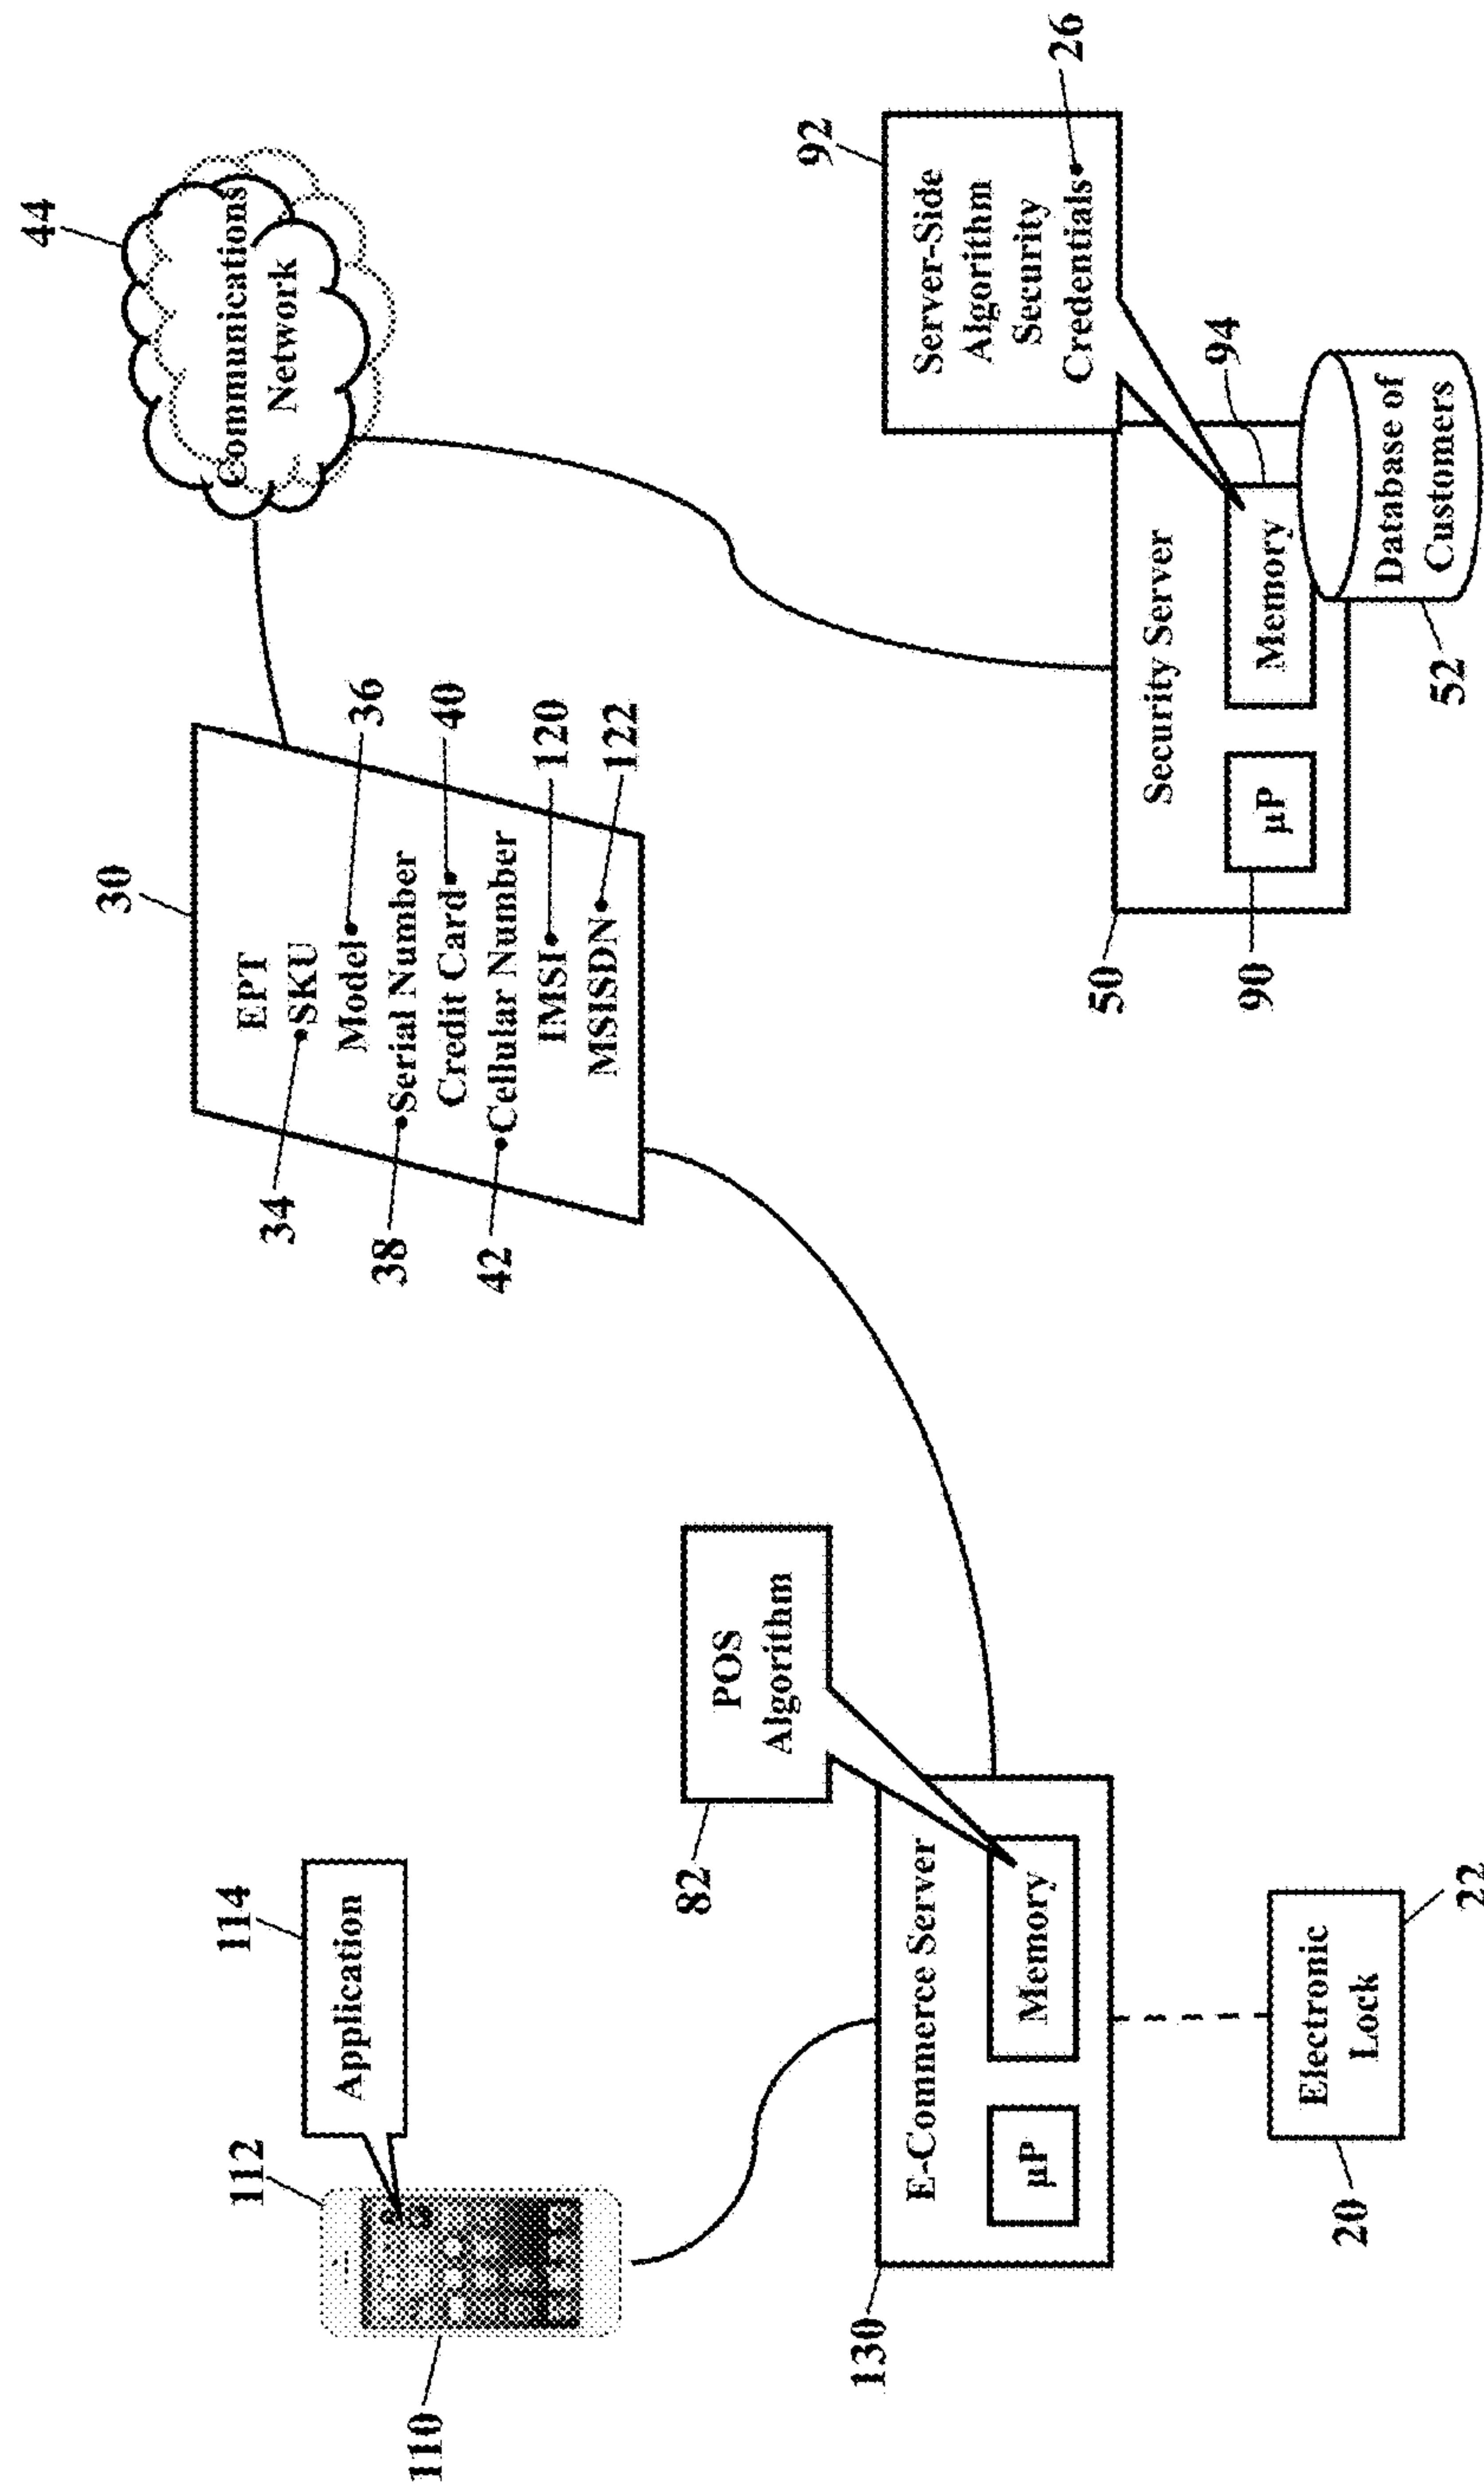 44
Communications
Network
30
EPT
34
SKU
Model
36
38
Serial Number
Credit Card
40
42
Cellular Number
IMSI
120
MSISDN
122
112
114
Application
110
82
POS
Algorithm
130
E-Commerce Server
µP
Memory
20
Electronic
Lock
22
92
Server-Side
Algorithm
Security
Credentials
26
50
Security Server
90
µP
Memory
94
52
Database of
Customers